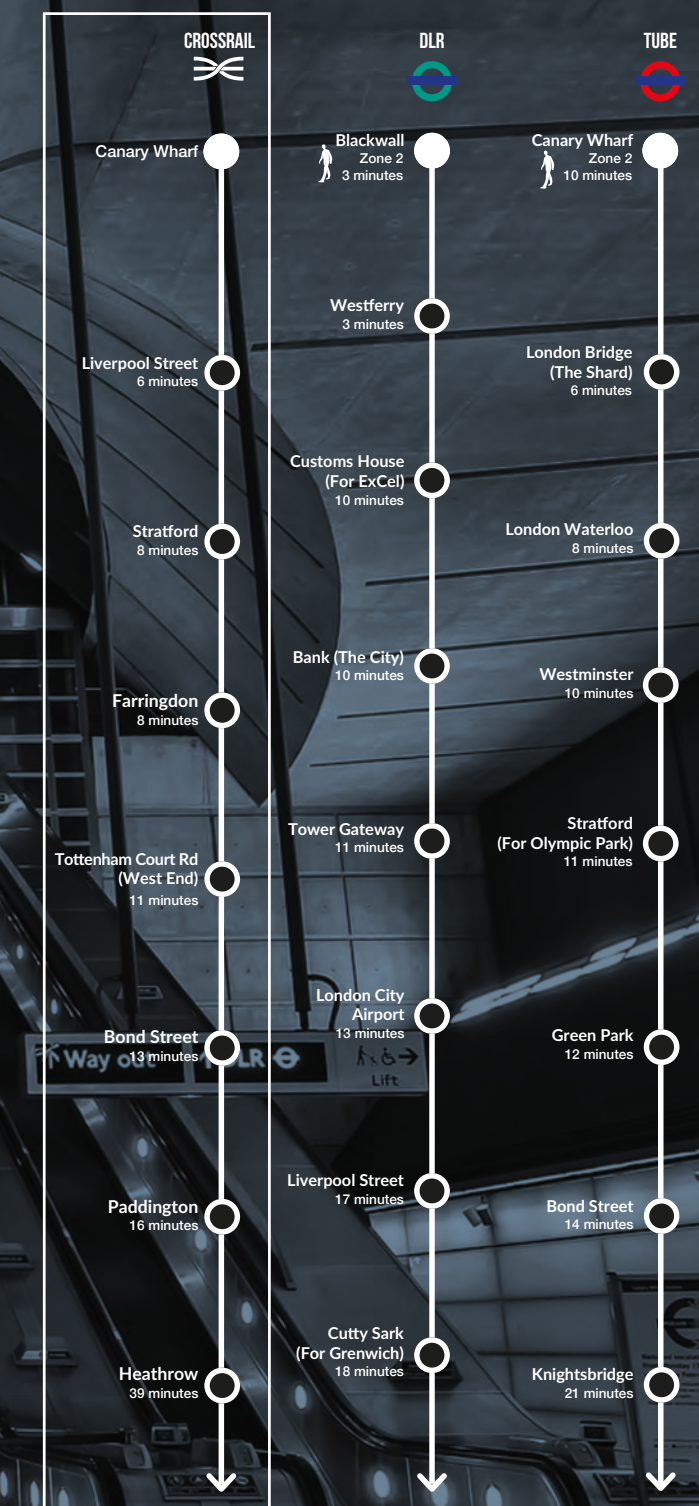 CROSSRAIL
Canary Wharf
Liverpool Street
6 minutes
Stratford
8 minutes
Farringdon
8 minutes
Tottenham Court Rd
(West End)
11 minutes
Bond Street
13 minutes
Paddington
16 minutes
Heathrow
39 minutes
DLR
Blackwall
Zone 2
3 minutes
Westferry
3 minutes
Customs House
(For ExCel)
10 minutes
Bank (The City)
10 minutes
Tower Gateway
11 minutes
London City
Airport
13 minutes
Liverpool Street
17 minutes
Cutty Sark
(For Grenwich)
18 minutes
TUBE
Canary Wharf
Zone 2
10 minutes
London Bridge
(The Shard)
6 minutes
London Waterloo
8 minutes
Westminster
10 minutes
Stratford
(For Olympic Park)
11 minutes
Green Park
12 minutes
Bond Street
14 minutes
Knightsbridge
21 minutes
Way out
DLR
Lift